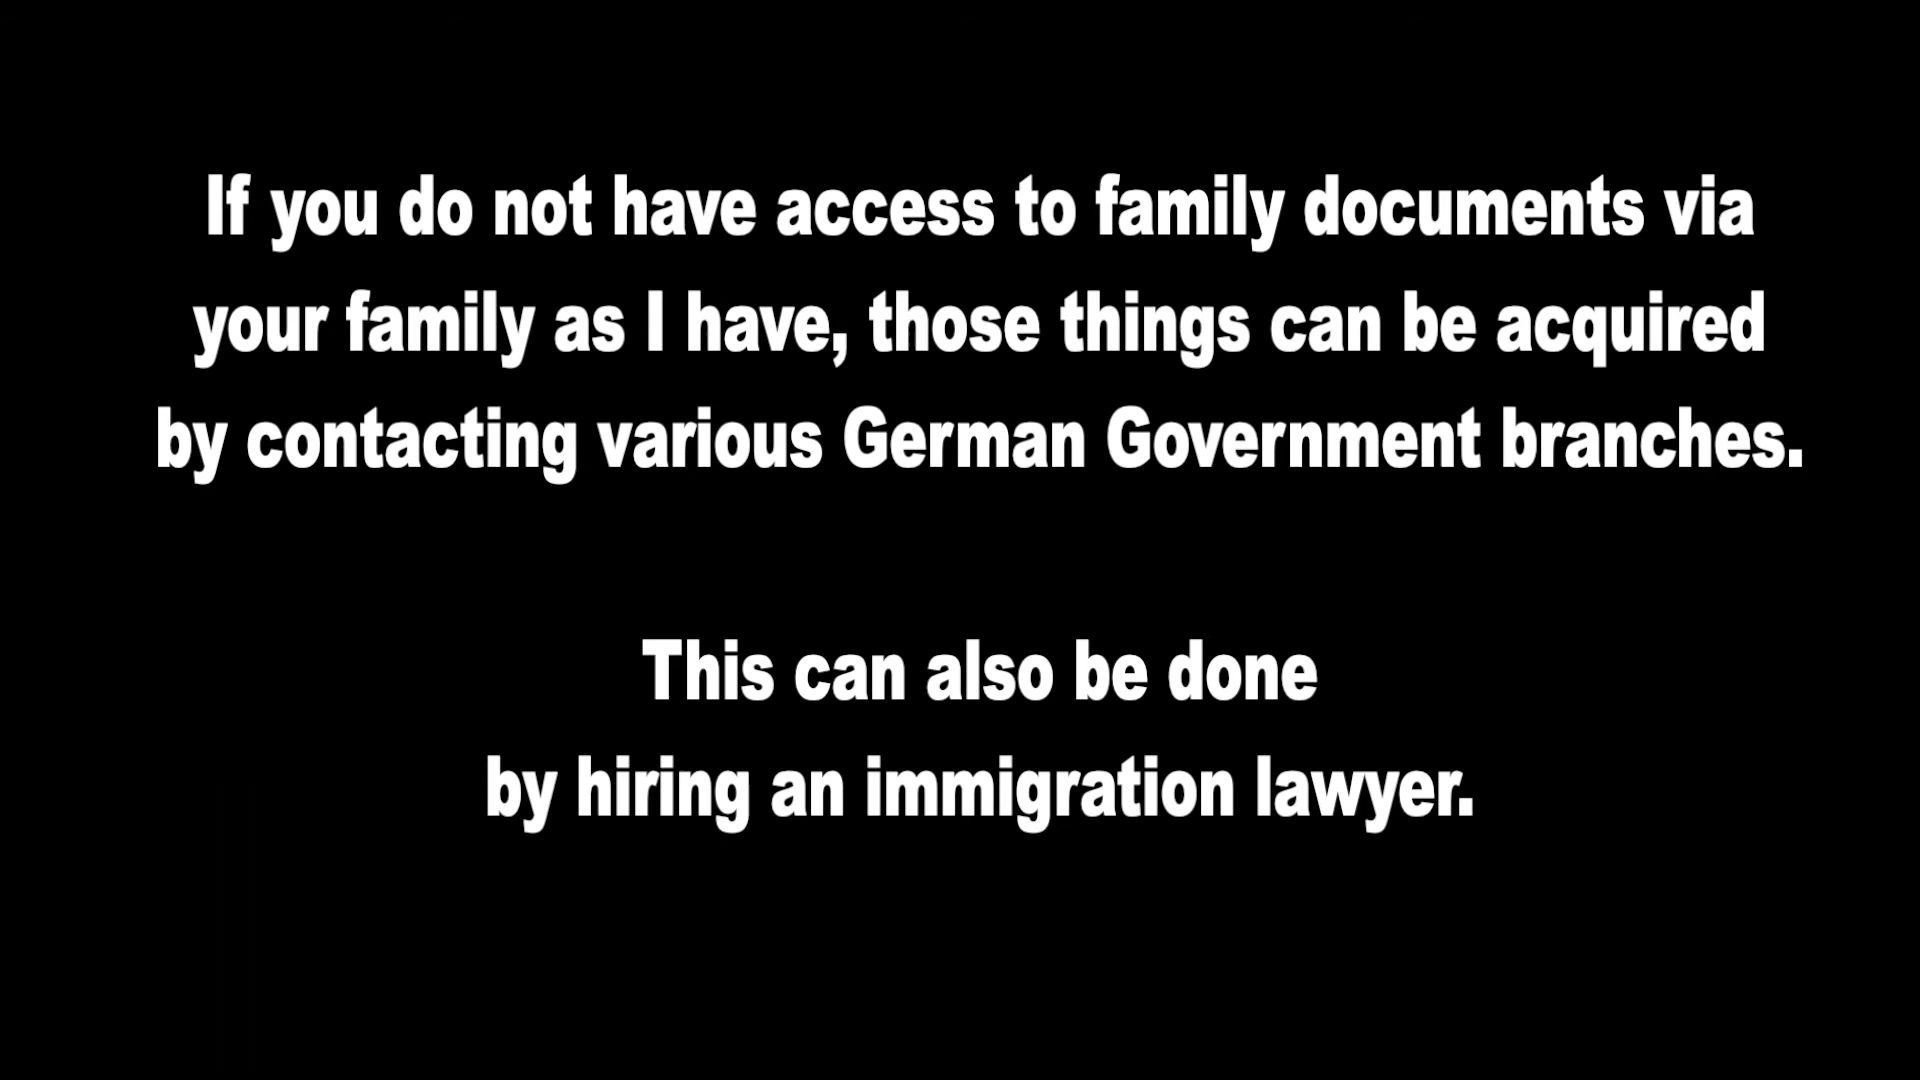 If you do not have access to family documents via
your family as I have, those things can be acquired
by contacting various German Government branches.
This can also be done
by hiring an immigration lawyer.